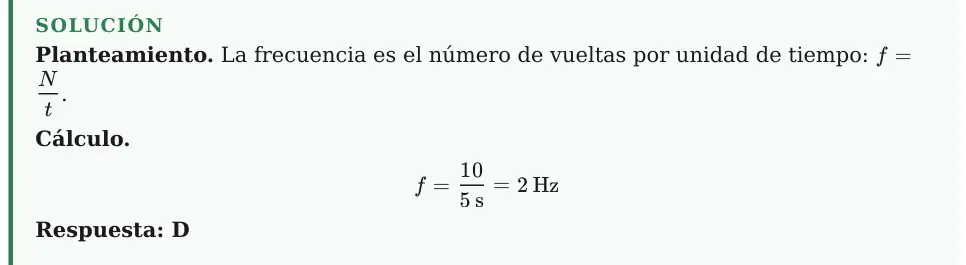 SOLUCIÓN
Planteamiento. La frecuencia es el número de vueltas por unidad de tiempo: f =
N/t.
Cálculo.
f = 10/5 s = 2 Hz
Respuesta: D